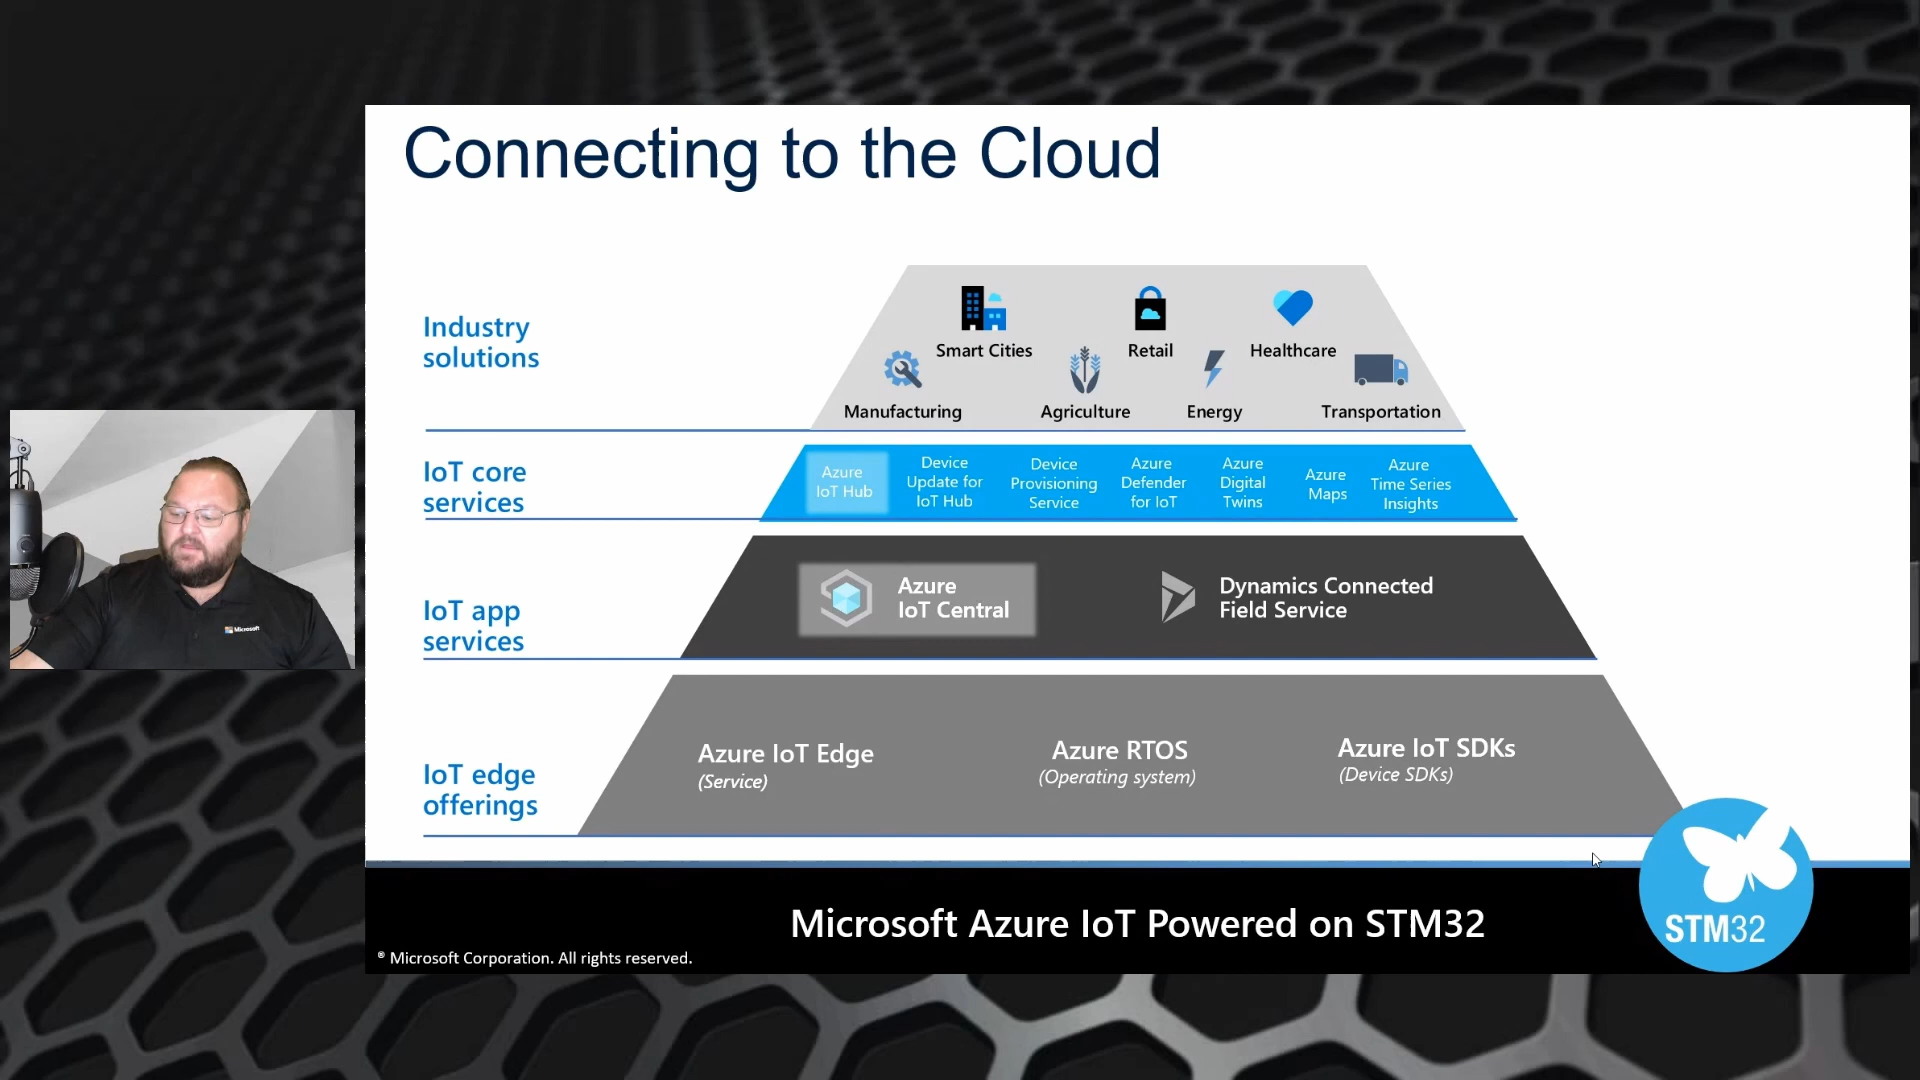 Connecting to the Cloud
Industry
solutions
Smart Cities
Retail
Healthcare
Manufacturing
Agriculture
Energy
Transportation
IoT core
services
Azure
IoT Hub
Device
Update for
IoT Hub
Device
Provisioning
Service
Azure
Defender
for IoT
Azure
Digital
Twins
Azure
Maps
Azure
Time Series
Insights
IoT app
services
Azure
IoT Central
Dynamics Connected
Field Service
IoT edge
offerings
Azure IoT Edge
(Service)
Azure RTOS
(Operating system)
Azure IoT SDKs
(Device SDKs)
Microsoft
Microsoft Azure IoT Powered on STM32
® Microsoft Corporation. All rights reserved.
STM32